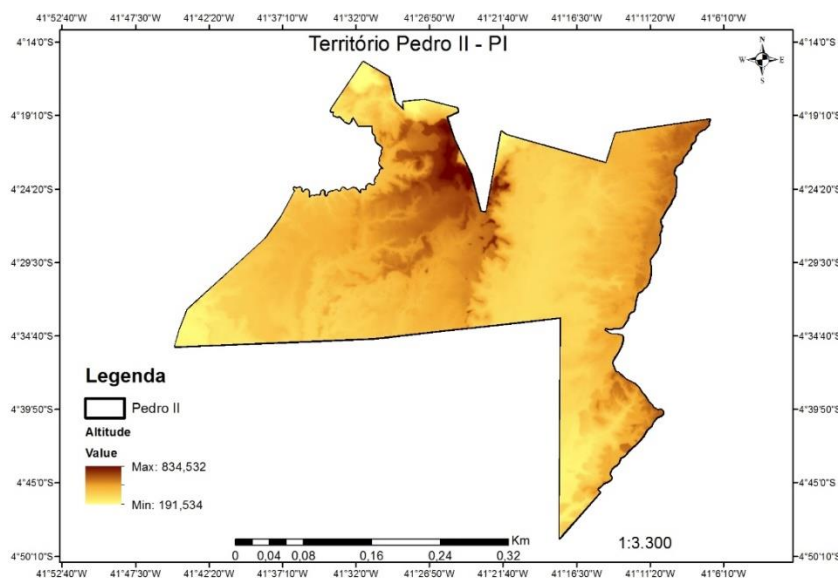 41°52'40"W 41°47'30"W 41°42'20"W 41°37'10"W 41°32'0"W 41°26'50"W 41°21'40"W 41°16'30"W 41°11'20"W 41°6'10"W
Território Pedro II - PI
N
W E
S
4°14'0"S 4°14'0"S
4°19'10"S 4°19'10"S
4°24'20"S 4°24'20"S
4°29'30"S 4°29'30"S
4°34'40"S 4°34'40"S
4°39'50"S 4°39'50"S
4°45'0"S 4°45'0"S
4°50'10"S 4°50'10"S
Legenda
Pedro II
Altitude
Value
Max: 834,532
Min: 191,534
Km
0 0,04 0,08 0,16 0,24 0,32
1:3.300
41°52'40"W 41°47'30"W 41°42'20"W 41°37'10"W 41°32'0"W 41°26'50"W 41°21'40"W 41°16'30"W 41°11'20"W 41°6'10"W